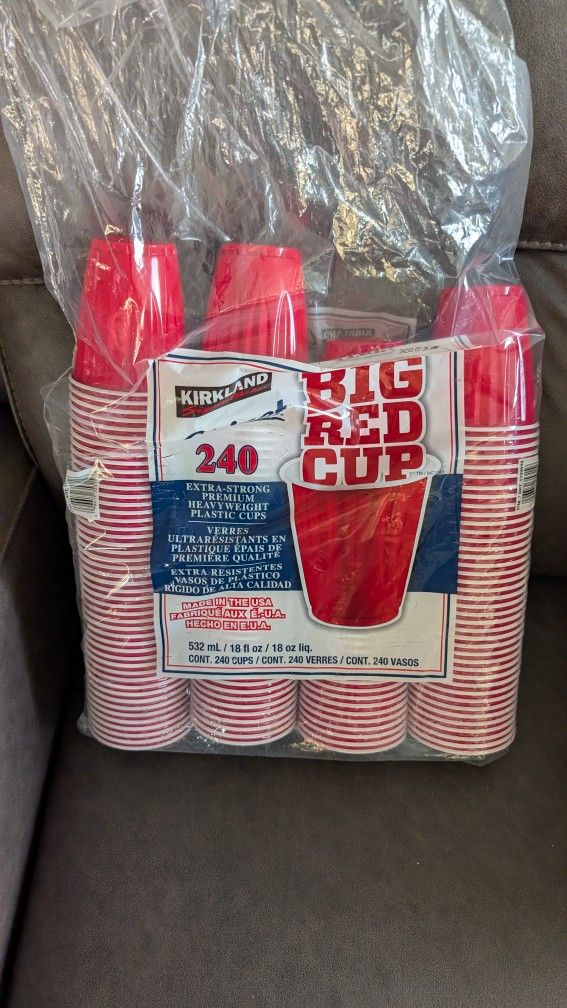 KIRKLAND
Signature
BIG
RED
CUP
240
EXTRA-STRONG
PREMIUM
HEAVYWEIGHT
PLASTIC CUPS
VERRES
ULTRARÉSISTANTS EN
PLASTIQUE ÉPAIS DE
PREMIÈRE QUALITÉ
EXTRA RESISTENTES
VASOS DE PLÁSTICO
RÍGIDO DE ALTA CALIDAD
MADE IN THE USA
FABRIQUÉ AUX É.-U.A.
HECHO EN E.U.A.
532 mL / 18 fl oz / 18 oz liq.
CONT. 240 CUPS / CONT. 240 VERRES / CONT. 240 VASOS
KIRKLAND